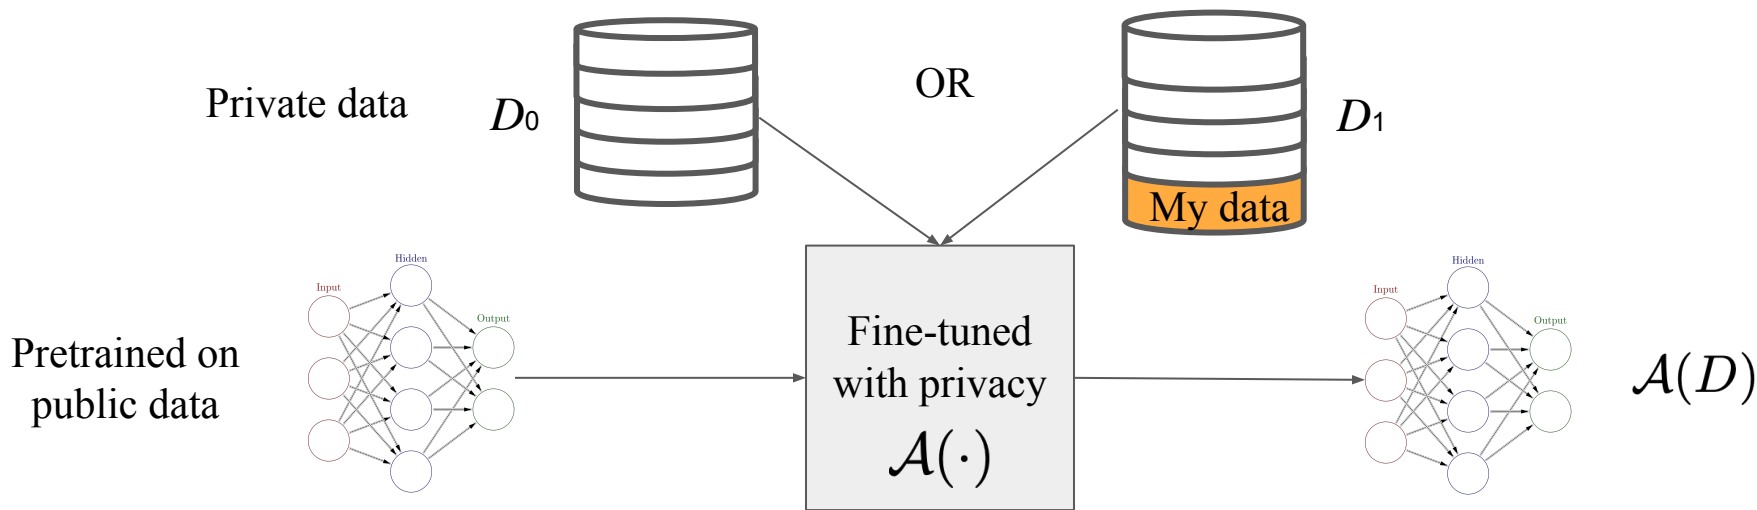 Private data
D0
OR
D1
My data
Input
Hidden
Output
Pretrained on
public data
Fine-tuned
with privacy
𝒜(·)
Input
Hidden
Output
𝒜(D)